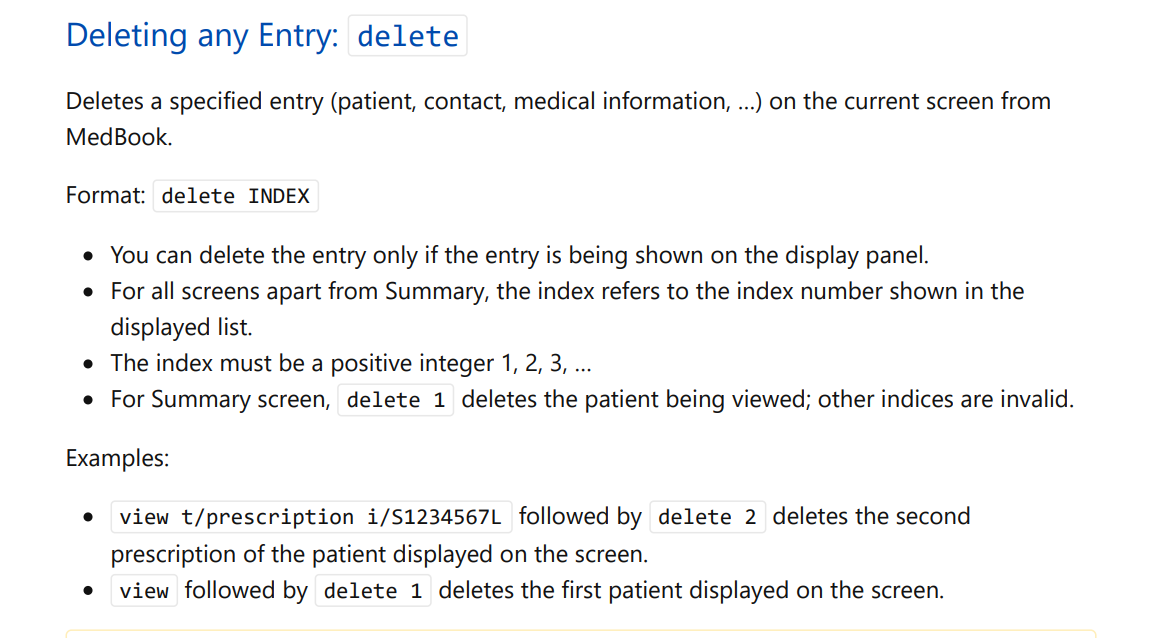 Deleting any Entry: delete
Deletes a specified entry (patient, contact, medical information, ...) on the current screen from
MedBook.
Format: delete INDEX
• You can delete the entry only if the entry is being shown on the display panel.
• For all screens apart from Summary, the index refers to the index number shown in the
displayed list.
• The index must be a positive integer 1, 2, 3, ...
• For Summary screen, delete 1 deletes the patient being viewed; other indices are invalid.
Examples:
• view t/prescription i/S1234567L followed by delete 2 deletes the second
prescription of the patient displayed on the screen.
• view followed by delete 1 deletes the first patient displayed on the screen.